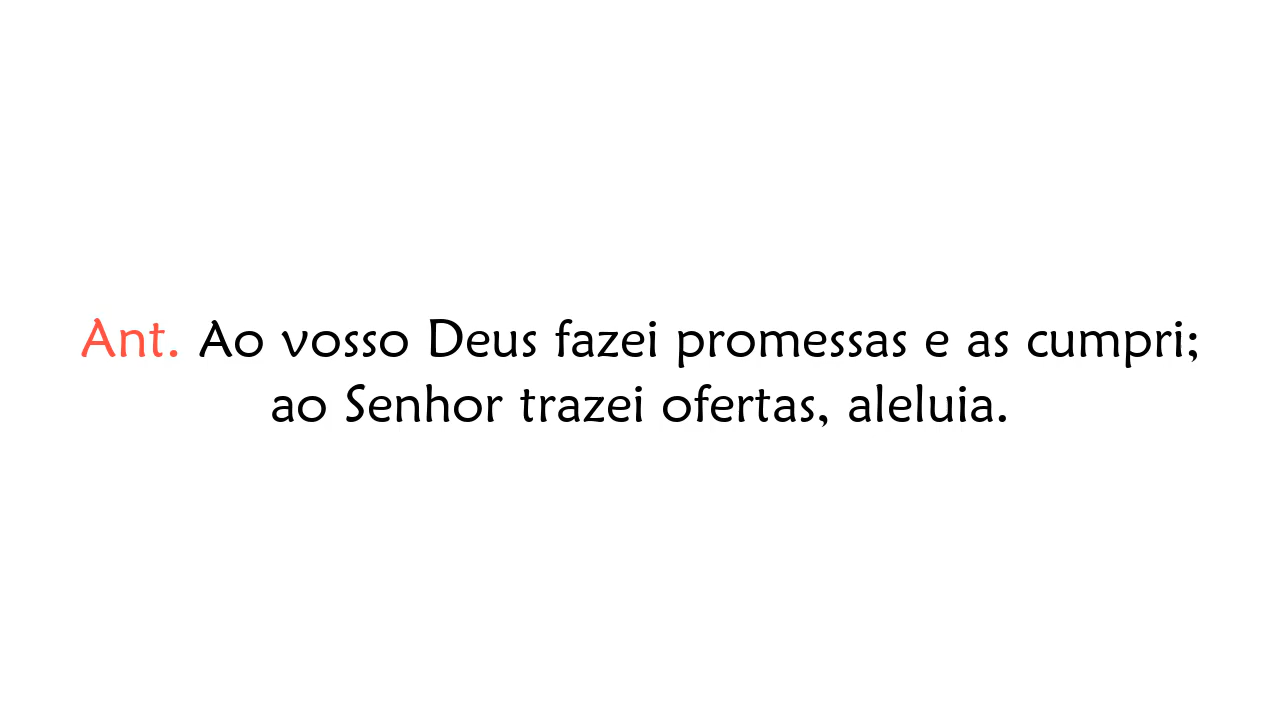 Ant. Ao vosso Deus fazei promessas e as cumpri;
ao Senhor trazei ofertas, aleluia.